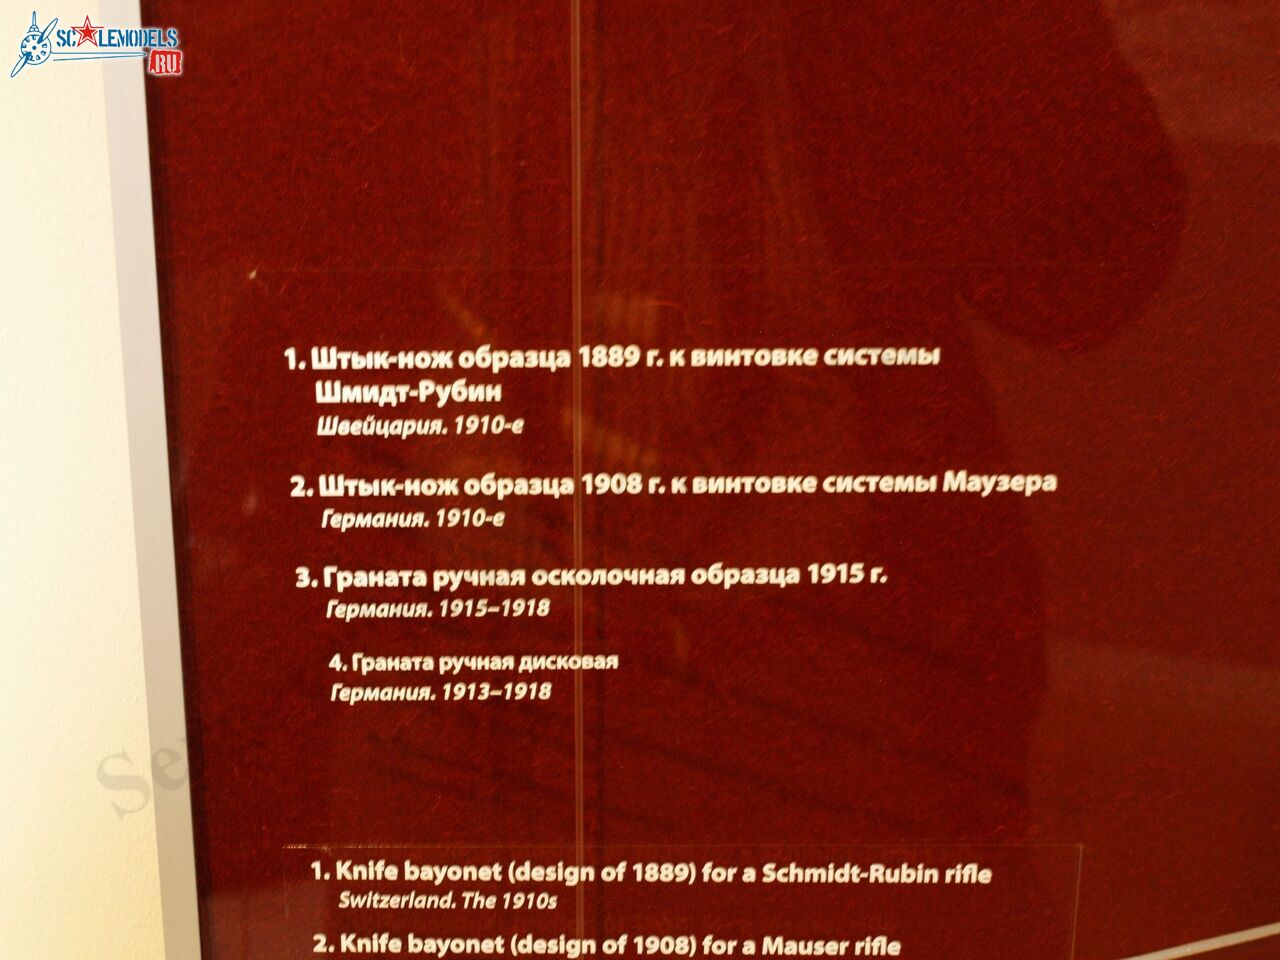 SCALEMODELS
RU
1. Штык-нож образца 1889 г. к винтовке системы
Шмидт-Рубин
Швейцария. 1910-е
2. Штык-нож образца 1908 г. к винтовке системы Маузера
Германия. 1910-е
3. Граната ручная осколочная образца 1915 г.
Германия. 1915–1918
4. Граната ручная дисковая
Германия. 1913–1918
1. Knife bayonet (design of 1889) for a Schmidt-Rubin rifle
Switzerland. The 1910s
2. Knife bayonet (design of 1908) for a Mauser rifle